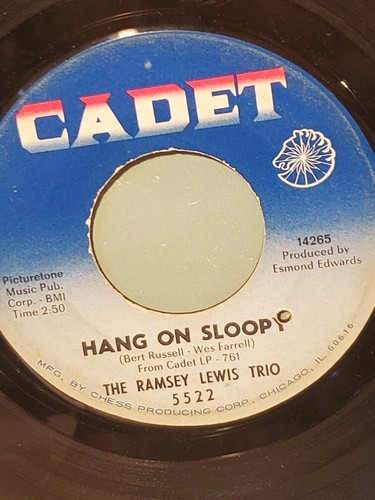 CADET
Picturetone
Music Pub.
Corp. - BMI
Time 2:50
14265
Produced by
Esmond Edwards
HANG ON SLOOPY
(Bert Russell - Wes Farrell)
From Cadet LP - 761
THE RAMSEY LEWIS TRIO
5522
MFG. BY CHESS PRODUCING CORP. CHICAGO, IL 60616